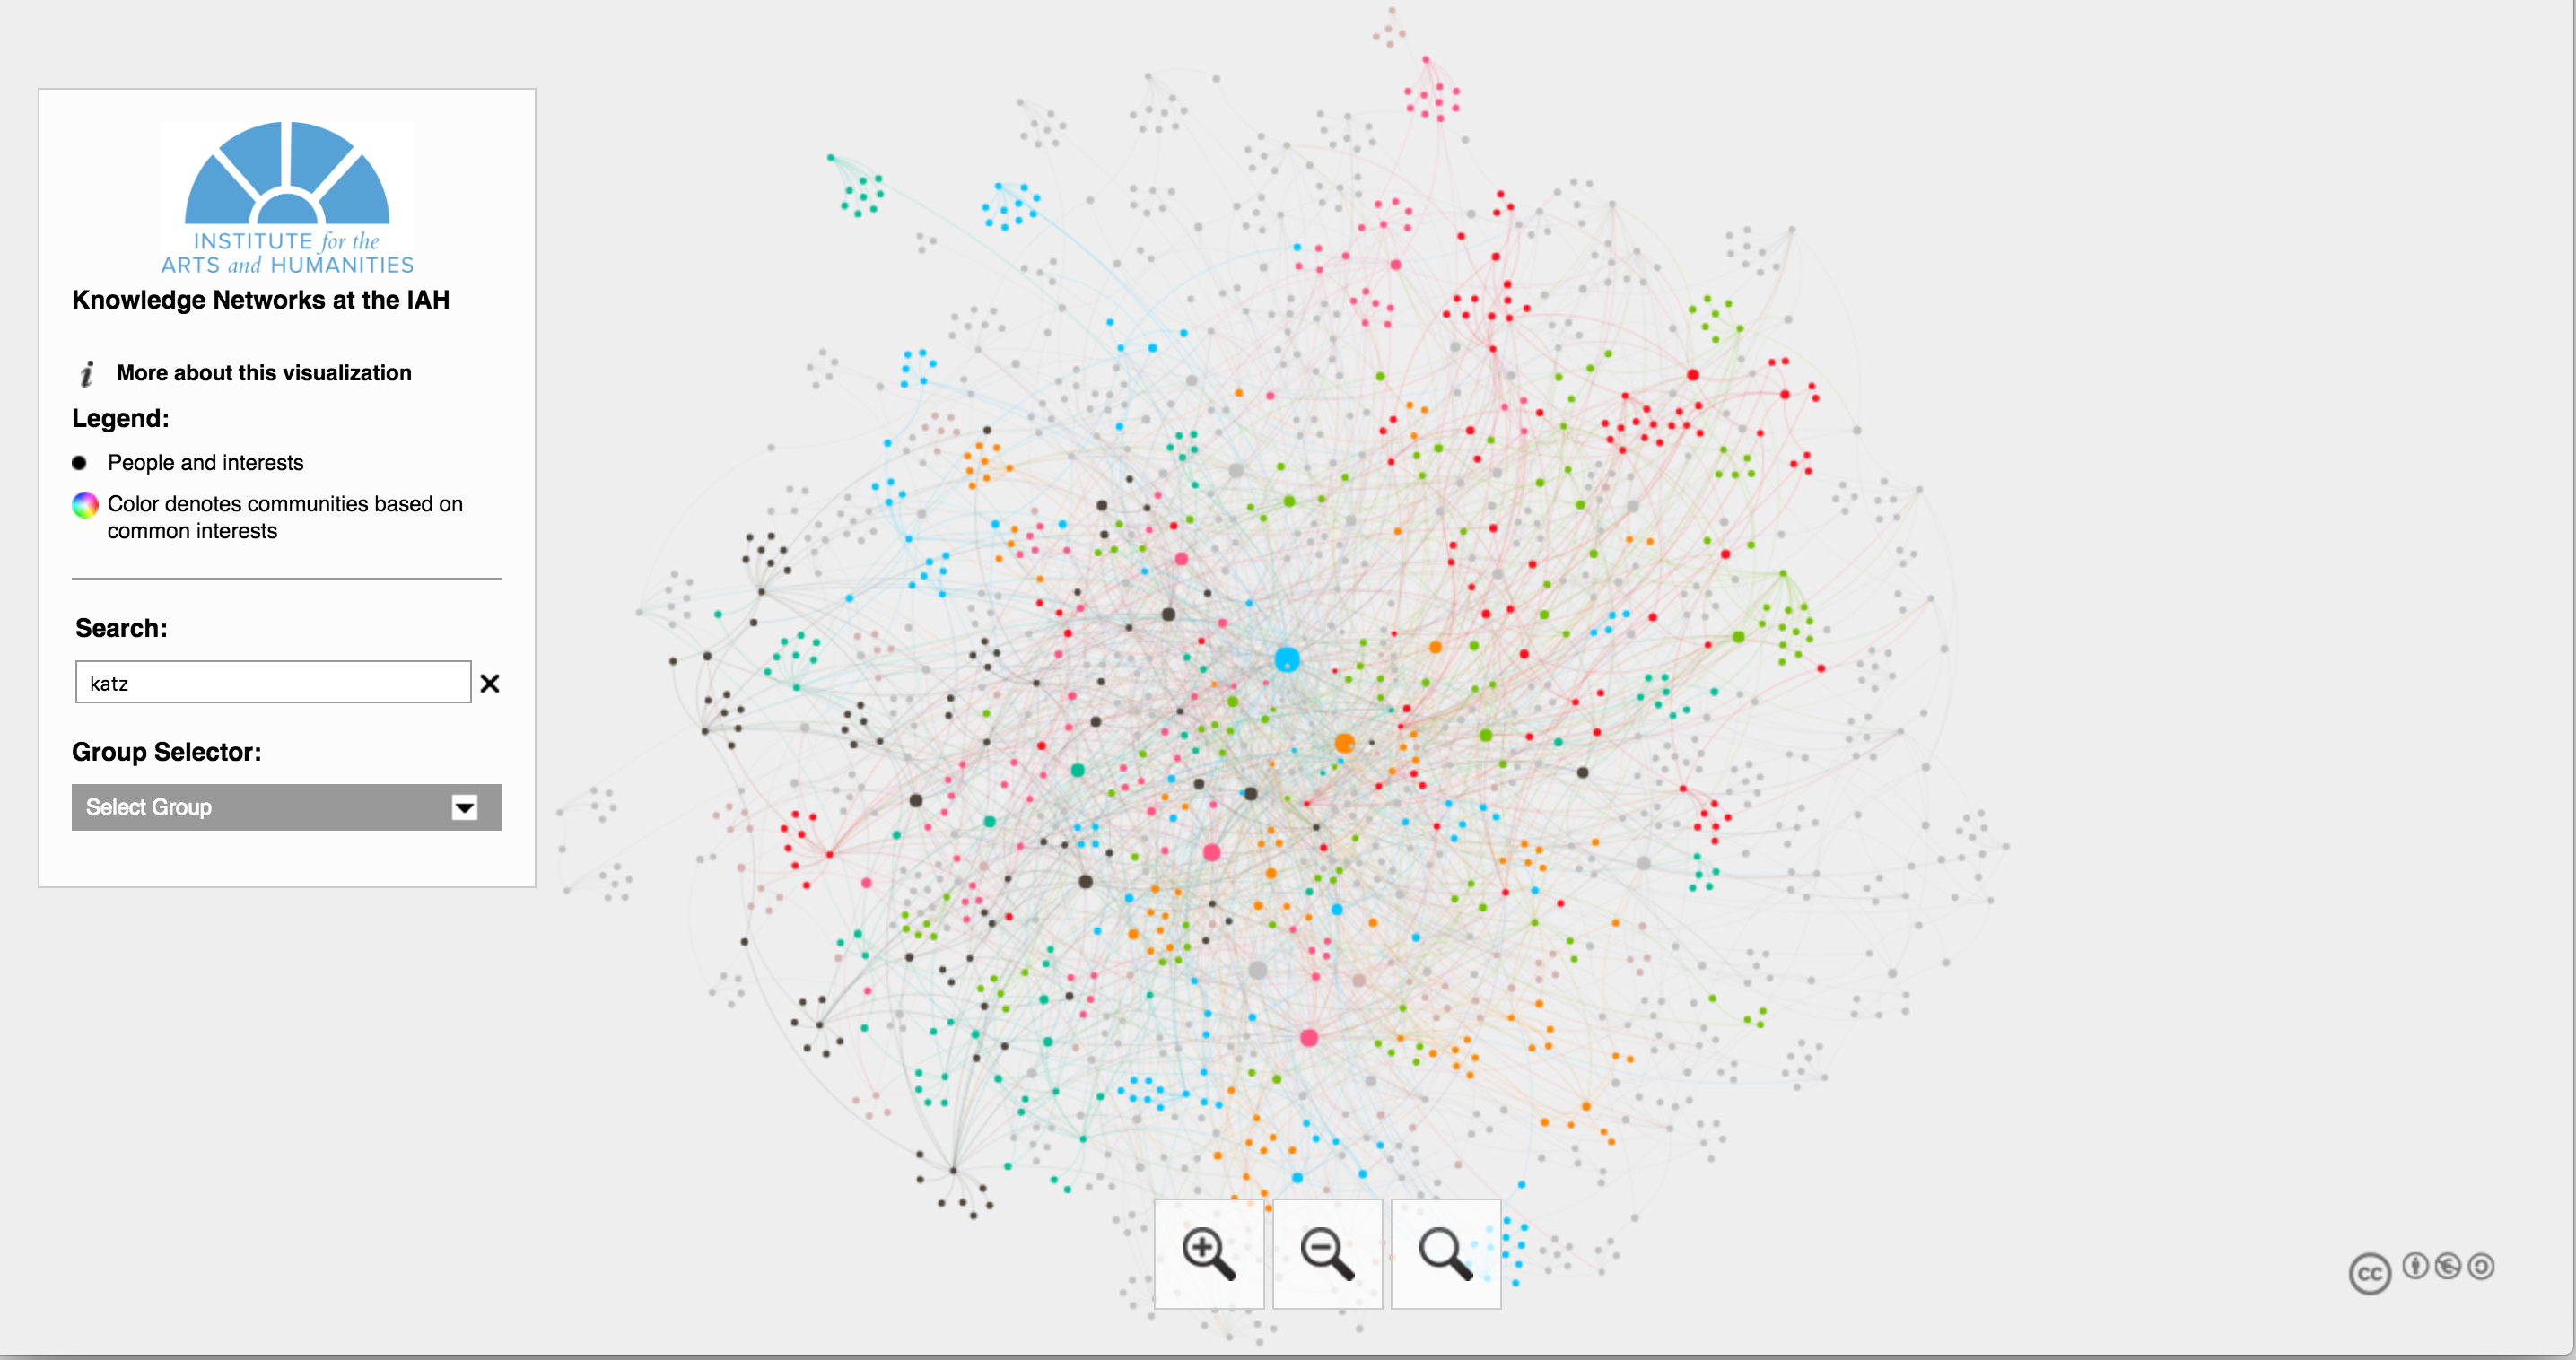 INSTITUTE for the
ARTS and HUMANITIES
Knowledge Networks at the IAH
i More about this visualization
Legend:
People and interests
Color denotes communities based on
common interests
Search:
katz
Group Selector:
Select Group
cc